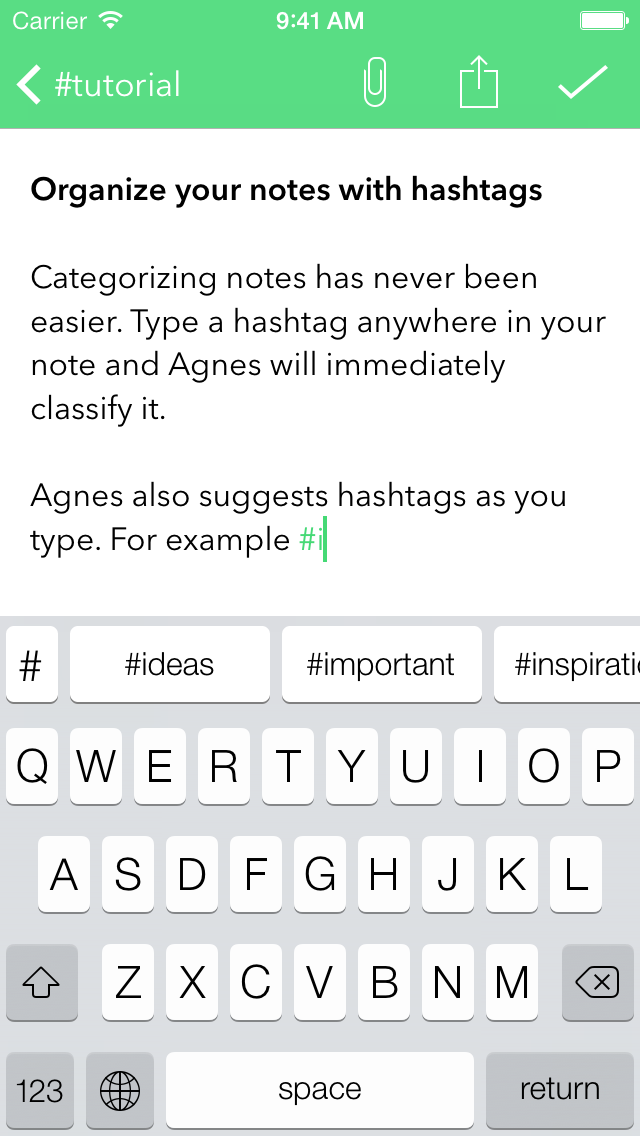 Carrier 9:41 AM
#tutorial
Organize your notes with hashtags
Categorizing notes has never been
easier. Type a hashtag anywhere in your
note and Agnes will immediately
classify it.
Agnes also suggests hashtags as you
type. For example #i
# #ideas #important #inspirati
Q W E R T Y U I O P
A S D F G H J K L
Z X C V B N M
123 space return